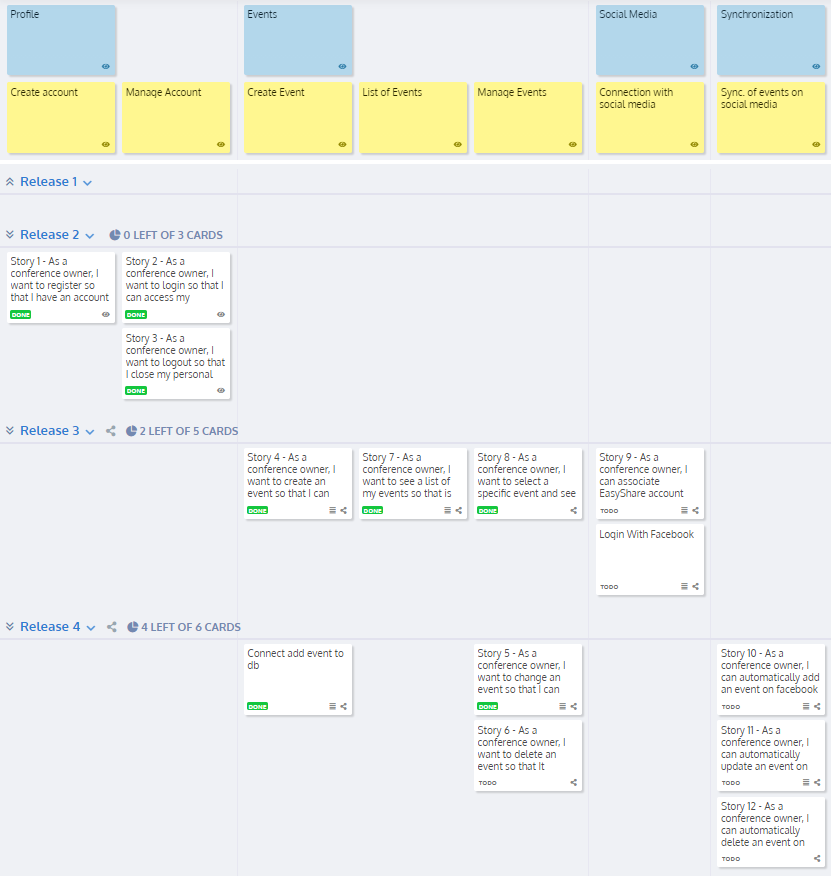 Profile
Events
Social Media
Synchronization
Create account
Manage Account
Create Event
List of Events
Manage Events
Connection with
social media
Sync. of events on
social media
Release 1
Release 2
0 LEFT OF 3 CARDS
Story 1 - As a
conference owner, I
want to register so
that I have an account
DONE
Story 2 - As a
conference owner, I
want to login so that I
can access my
DONE
Story 3 - As a
conference owner, I
want to logout so that
I close my personal
DONE
Release 3
2 LEFT OF 5 CARDS
Story 4 - As a
conference owner, I
want to create an
event so that I can
DONE
Story 7 - As a
conference owner, I
want to see a list of
my events so that is
DONE
Story 8 - As a
conference owner, I
want to select a
specific event and see
DONE
Story 9 - As a
conference owner, I
can associate
EasyShare account
TODO
Login With Facebook
TODO
Release 4
4 LEFT OF 6 CARDS
Connect add event to
db
DONE
Story 5 - As a
conference owner, I
want to change an
event so that I can
DONE
Story 6 - As a
conference owner, I
want to delete an
event so that It
TODO
Story 10 - As a
conference owner, I
can automatically add
an event on facebook
TODO
Story 11 - As a
conference owner, I
can automatically
update an event on
TODO
Story 12 - As a
conference owner, I
can automatically
delete an event on
TODO